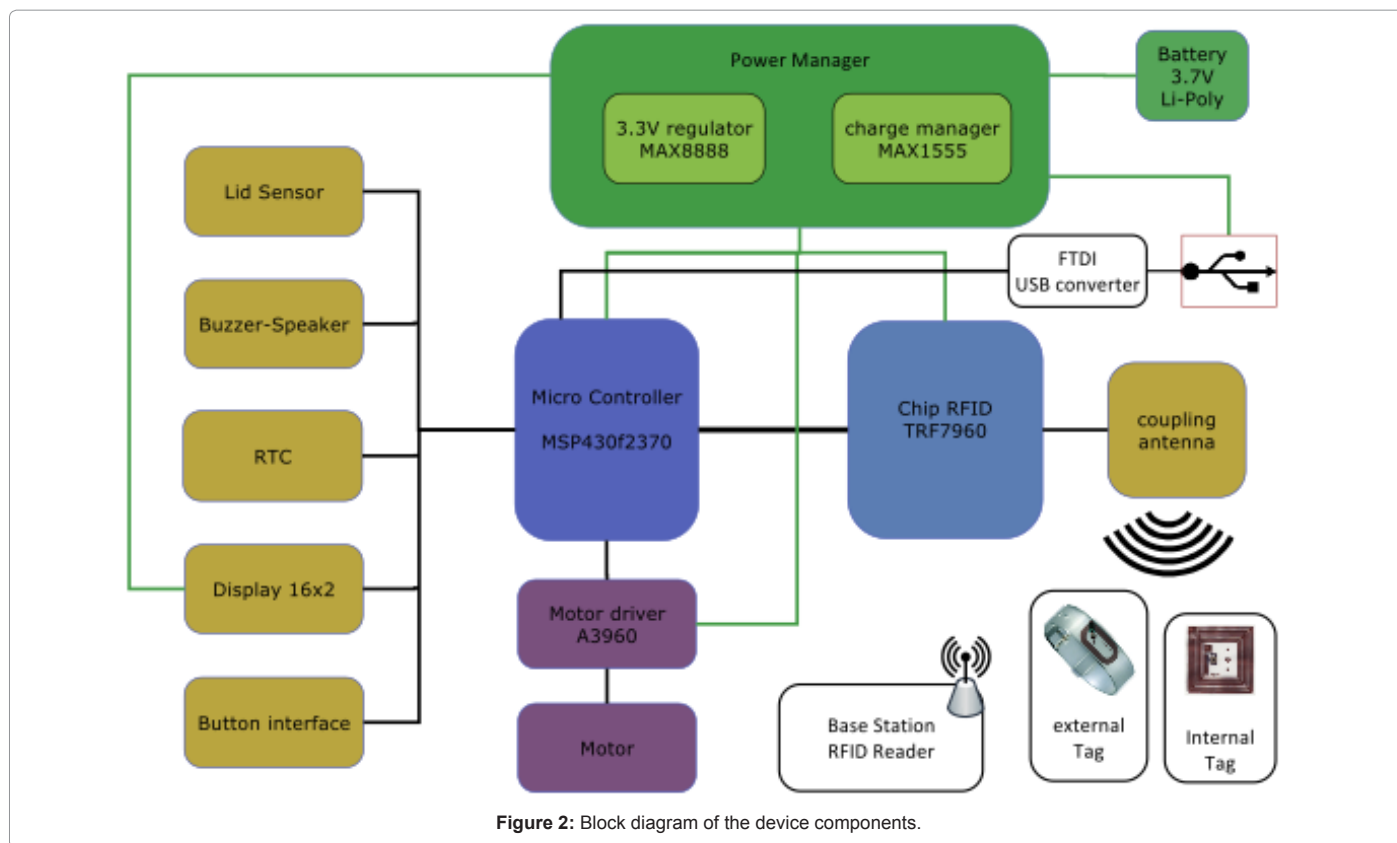 Power Manager
3.3V regulator
MAX8888
charge manager
MAX1555
Battery
3.7V
Li-Poly
Lid Sensor
Buzzer-Speaker
RTC
Display 16x2
Button interface
FTDI
USB converter
Micro Controller
MSP430f2370
Chip RFID
TRF7960
coupling
antenna
Motor driver
A3960
Motor
Base Station
RFID Reader
external
Tag
Internal
Tag
Figure 2: Block diagram of the device components.